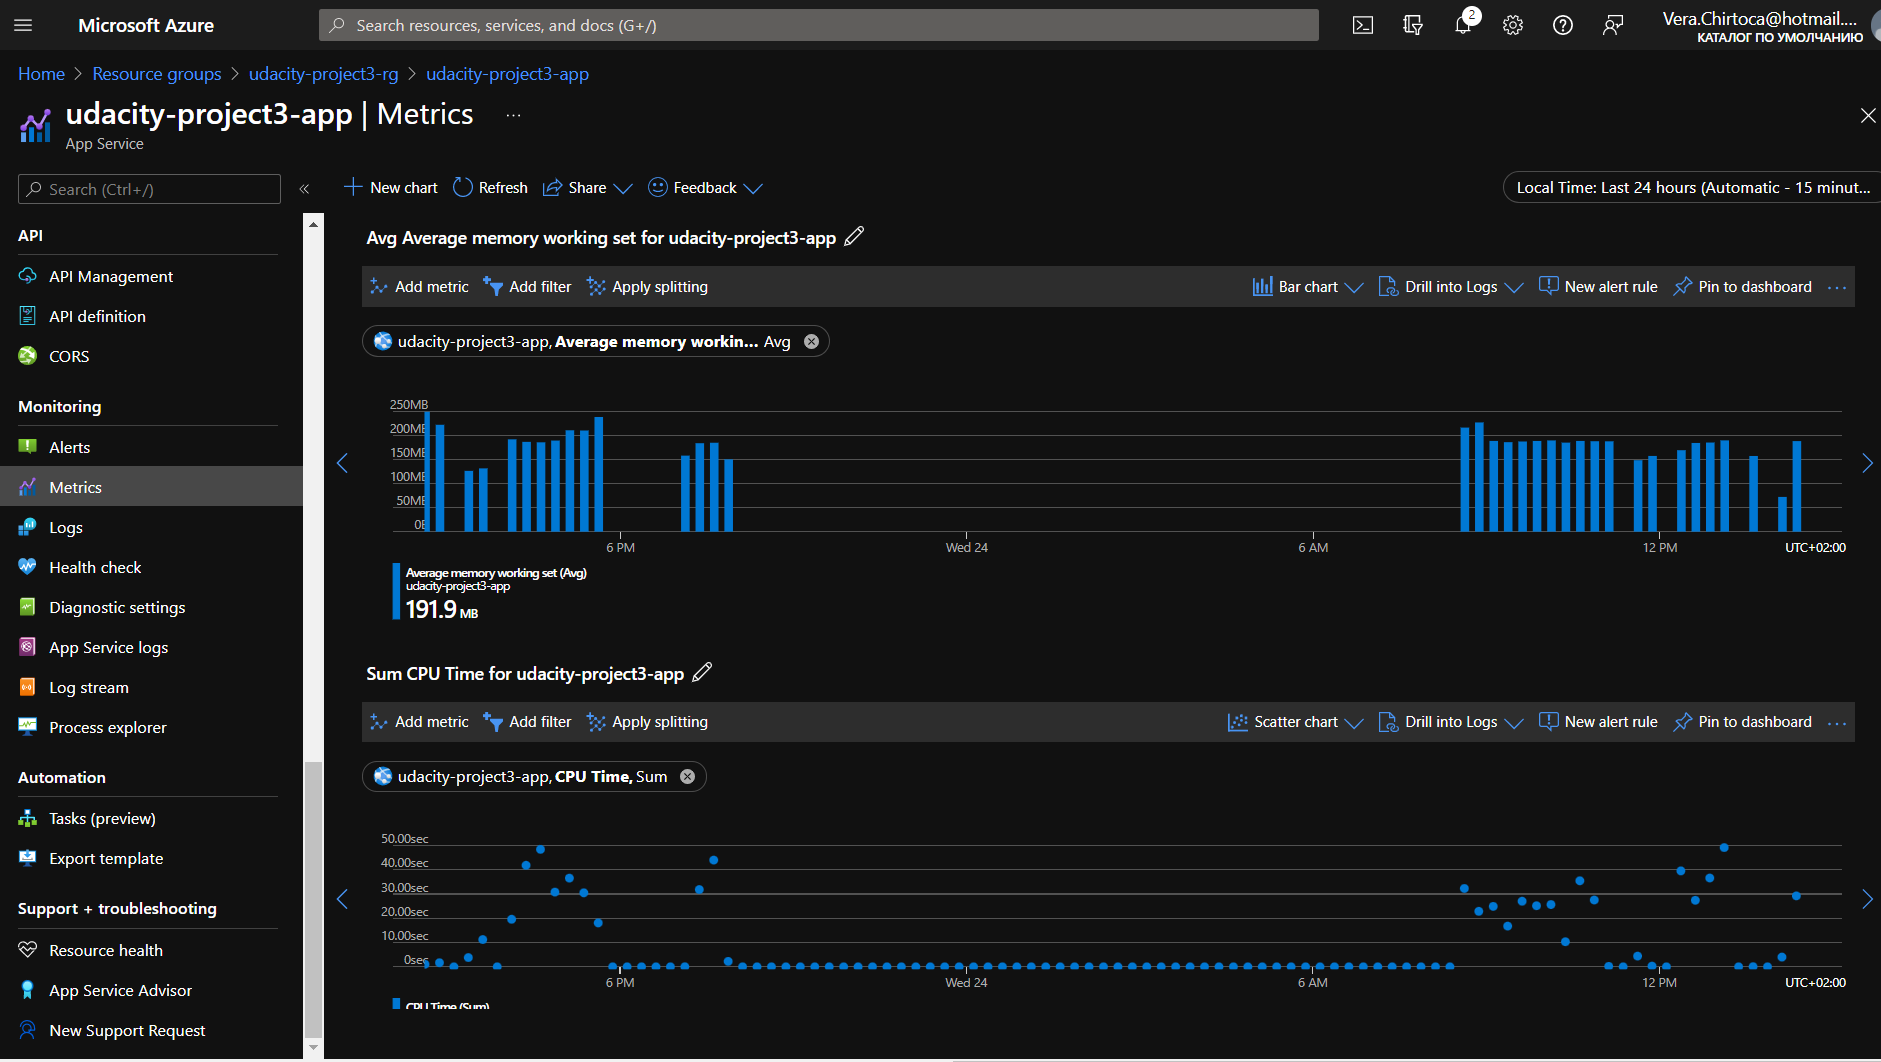 Microsoft Azure
Search resources, services, and docs (G+/)
2
Vera.Chirtoca@hotmail....
КАТАЛОГ ПО УМОЛЧАНИЮ
Home > Resource groups > udacity-project3-rg > udacity-project3-app
udacity-project3-app | Metrics ...
App Service
Search (Ctrl+/)
«
New chart Refresh Share Feedback
Local Time: Last 24 hours (Automatic - 15 minut...
API
API Management
API definition
CORS
Monitoring
Alerts
Metrics
Logs
Health check
Diagnostic settings
App Service logs
Log stream
Process explorer
Automation
Tasks (preview)
Export template
Support + troubleshooting
Resource health
App Service Advisor
New Support Request
Avg Average memory working set for udacity-project3-app
Add metric Add filter Apply splitting Bar chart Drill into Logs New alert rule Pin to dashboard ...
udacity-project3-app, Average memory workin... Avg
250MB
200MB
150MB
100MB
50MB
0B
6 PM Wed 24 6 AM 12 PM UTC+02:00
Average memory working set (Avg)
udacity-project3-app
191.9 MB
Sum CPU Time for udacity-project3-app
Add metric Add filter Apply splitting Scatter chart Drill into Logs New alert rule Pin to dashboard ...
udacity-project3-app, CPU Time, Sum
50.00sec
40.00sec
30.00sec
20.00sec
10.00sec
0sec
6 PM Wed 24 6 AM 12 PM UTC+02:00
CPU Time (Sum)